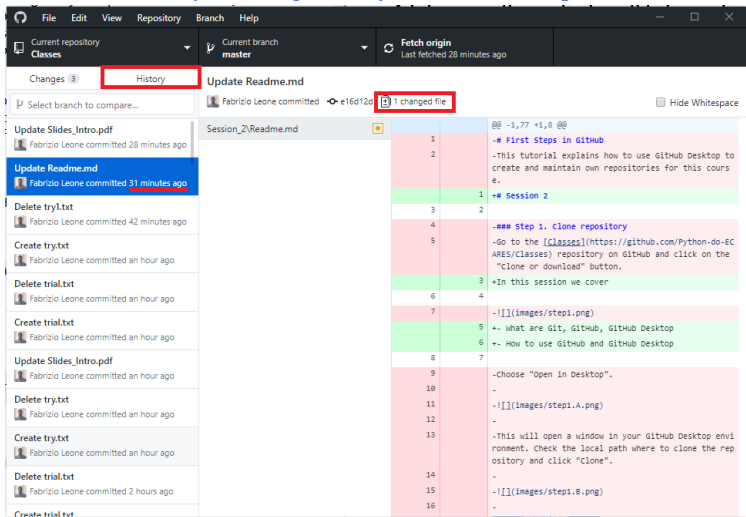 File Edit View Repository Branch Help
Current repository
Classes
Current branch
master
Fetch origin
Last fetched 28 minutes ago
Changes 3 History
Select branch to compare...
Update Slides_Intro.pdf
Fabrizio Leone committed 28 minutes ago
Update Readme.md
Fabrizio Leone committed 31 minutes ago
Delete try1.txt
Fabrizio Leone committed 42 minutes ago
Create try.txt
Fabrizio Leone committed an hour ago
Delete trial.txt
Fabrizio Leone committed an hour ago
Create trial.txt
Fabrizio Leone committed an hour ago
Update Slides_Intro.pdf
Fabrizio Leone committed an hour ago
Delete try.txt
Fabrizio Leone committed an hour ago
Create try.txt
Fabrizio Leone committed an hour ago
Delete trial.txt
Fabrizio Leone committed 2 hours ago
Create trial.txt
Update Readme.md
Fabrizio Leone committed e16d12d 1 changed file
Hide Whitespace
Session_2\Readme.md
@@ -1,77 +1,8 @@
1 -# First Steps in GitHub
2 -This tutorial explains how to use GitHub Desktop to
create and maintain own repositories for this cours
e.
1 +# Session 2
3 2
4 -### Step 1. Clone repository
5 -Go to the [Classes](https://github.com/Python-do-EC
ARES/Classes) repository on GitHub and click on the
"Clone or download" button.
3 +In this session we cover
6 4
7 -![](images/step1.png)
5 +- What are Git, GitHub, GitHub Desktop
6 +- How to use GitHub and GitHub Desktop
8 7
9 -Choose "Open in Desktop".
10 -
11 -![](images/step1.A.png)
12 -
13 -This will open a window in your GitHub Desktop envi
ronment. Check the local path where to clone the rep
ository and click "Clone".
14 -
15 -![](images/step1.B.png)
16 -